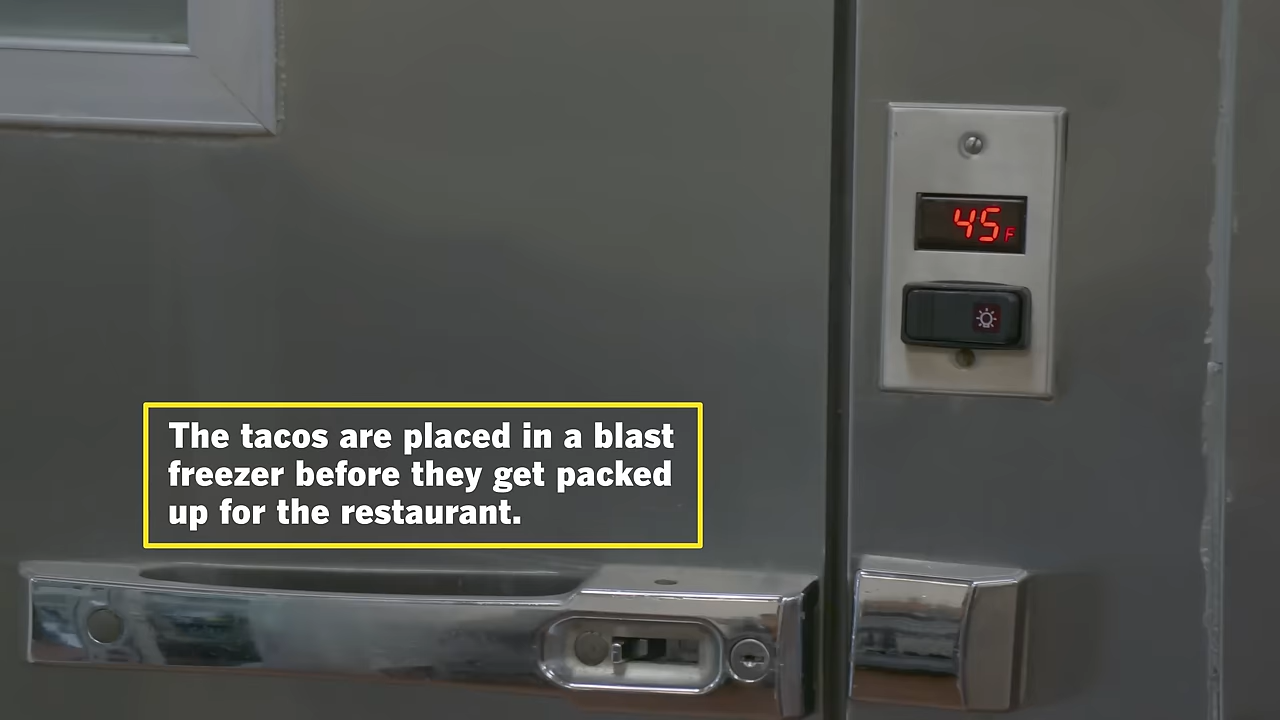 45F
The tacos are placed in a blast
freezer before they get packed
up for the restaurant.